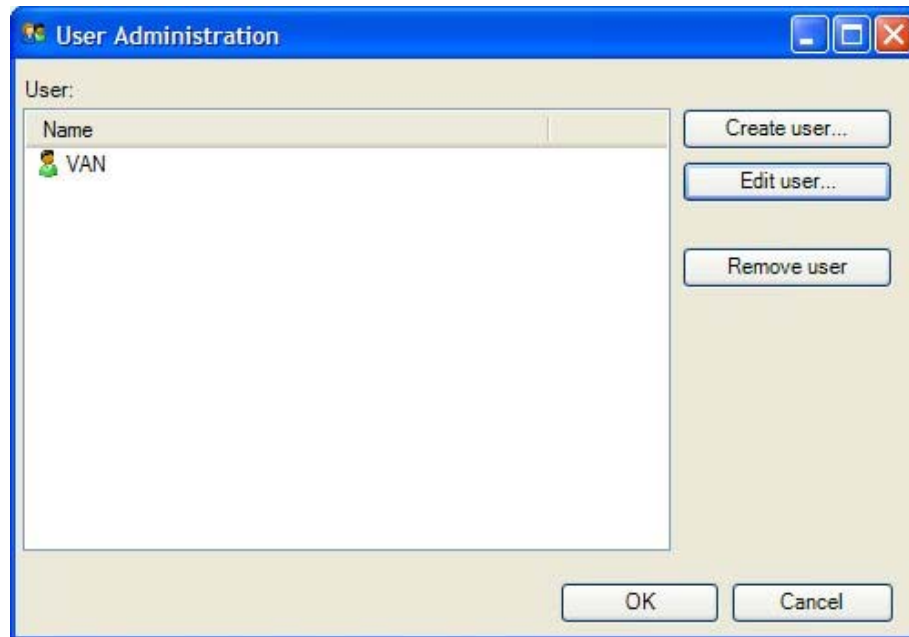 User Administration
User:
Name
VAN
Create user...
Edit user...
Remove user
OK
Cancel